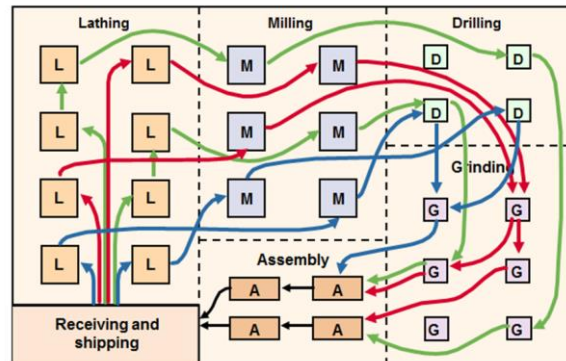 Lathing Milling Drilling
L L M M D D
L L M M D D
Grinding
L L M M G G
L L Assembly G G
A A
Receiving and
shipping
A A G G